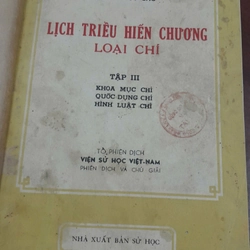 LỊCH TRIỀU HIẾN CHƯƠNG
LOẠI CHÍ
TẬP III
KHOA MỤC CHÍ
QUỐC DỤNG CHÍ
HÌNH LUẬT CHÍ
TỔ PHIÊN DỊCH
VIỆN SỬ HỌC VIỆT-NAM
PHIÊN DỊCH VÀ CHÚ GIẢI
NHÀ XUẤT BẢN SỬ HỌC